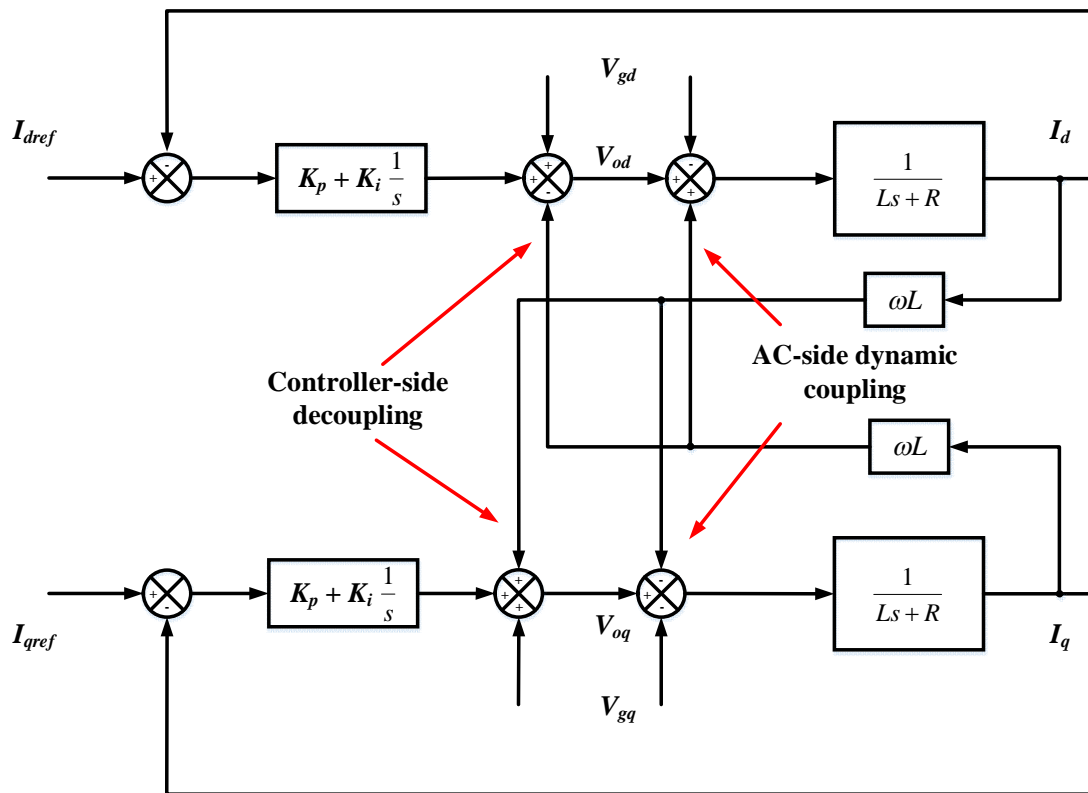 V_gd
I_dref
K_p + K_i 1/s
V_od
1/(Ls + R)
I_d
+
-
+
+
-
-
+
+
ωL
Controller-side
decoupling
AC-side dynamic
coupling
ωL
I_qref
K_p + K_i 1/s
V_oq
1/(Ls + R)
I_q
+
-
+
+
+
-
+
-
V_gq